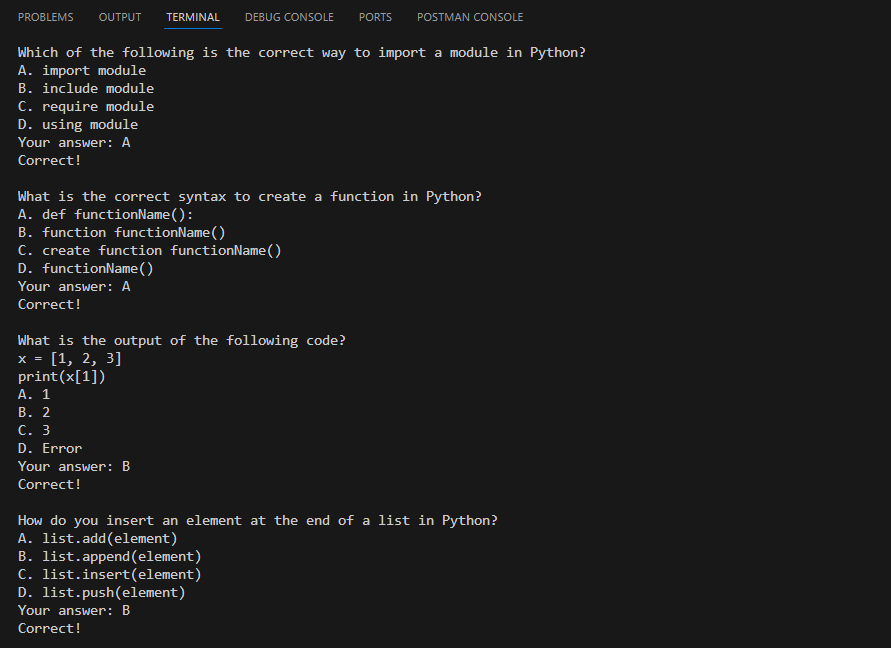 PROBLEMS OUTPUT TERMINAL DEBUG CONSOLE PORTS POSTMAN CONSOLE
Which of the following is the correct way to import a module in Python?
A. import module
B. include module
C. require module
D. using module
Your answer: A
Correct!
What is the correct syntax to create a function in Python?
A. def functionName():
B. function functionName()
C. create function functionName()
D. functionName()
Your answer: A
Correct!
What is the output of the following code?
x = [1, 2, 3]
print(x[1])
A. 1
B. 2
C. 3
D. Error
Your answer: B
Correct!
How do you insert an element at the end of a list in Python?
A. list.add(element)
B. list.append(element)
C. list.insert(element)
D. list.push(element)
Your answer: B
Correct!